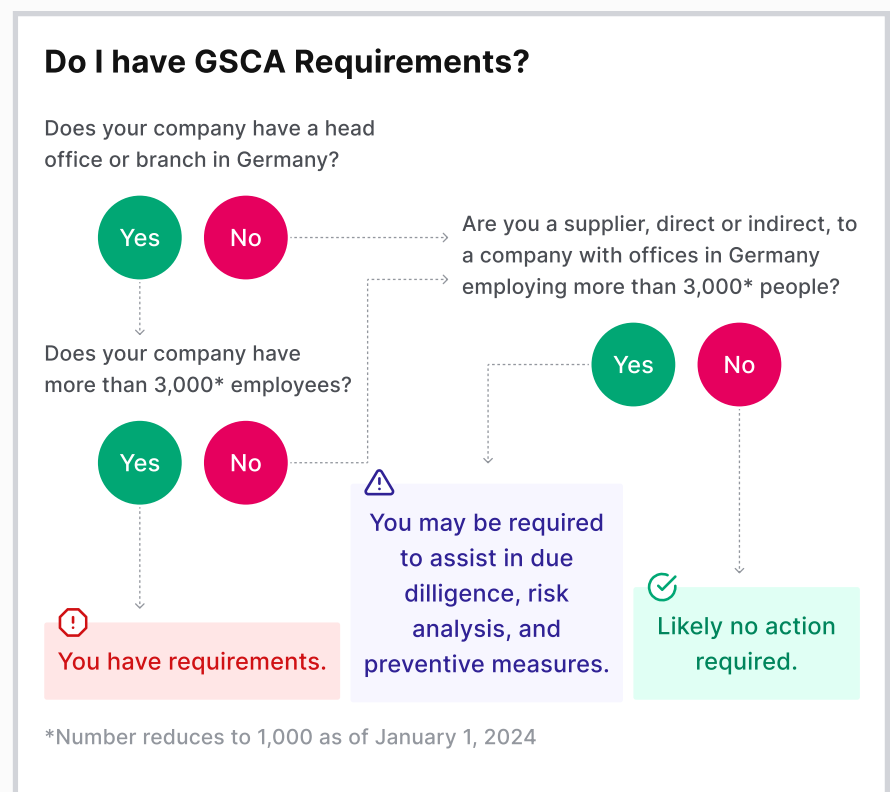 Do I have GSCA Requirements?
Does your company have a head
office or branch in Germany?
Yes
No
Are you a supplier, direct or indirect, to
a company with offices in Germany
employing more than 3,000* people?
Yes
No
Does your company have
more than 3,000* employees?
Yes
No
You have requirements.
You may be required
to assist in due
dilligence, risk
analysis, and
preventive measures.
Likely no action
required.
*Number reduces to 1,000 as of January 1, 2024